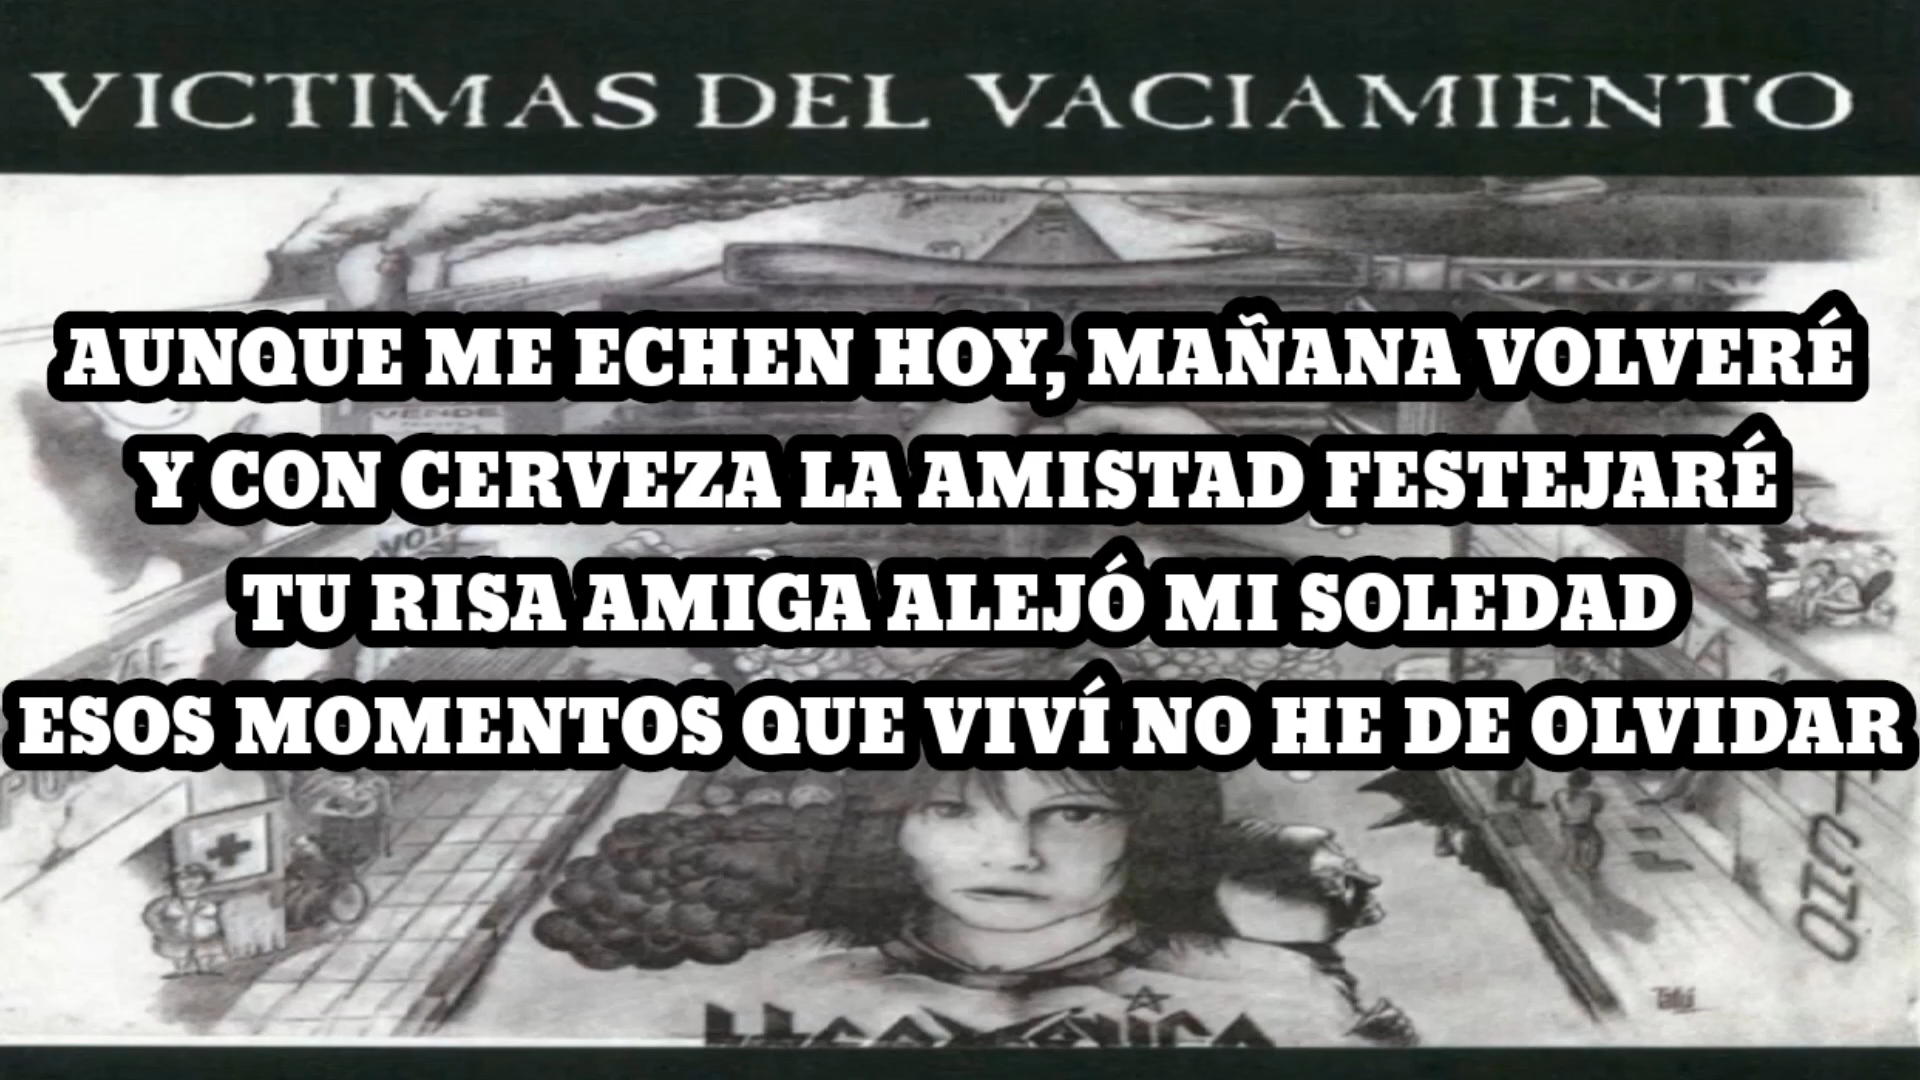 VICTIMAS DEL VACIAMIENTO
AUNQUE ME ECHEN HOY, MAÑANA VOLVERÉ
VENDE
Y CON CERVEZA LA AMISTAD FESTEJARÉ
TU RISA AMIGA ALEJÓ MI SOLEDAD
ESOS MOMENTOS QUE VIVÍ NO HE DE OLVIDAR